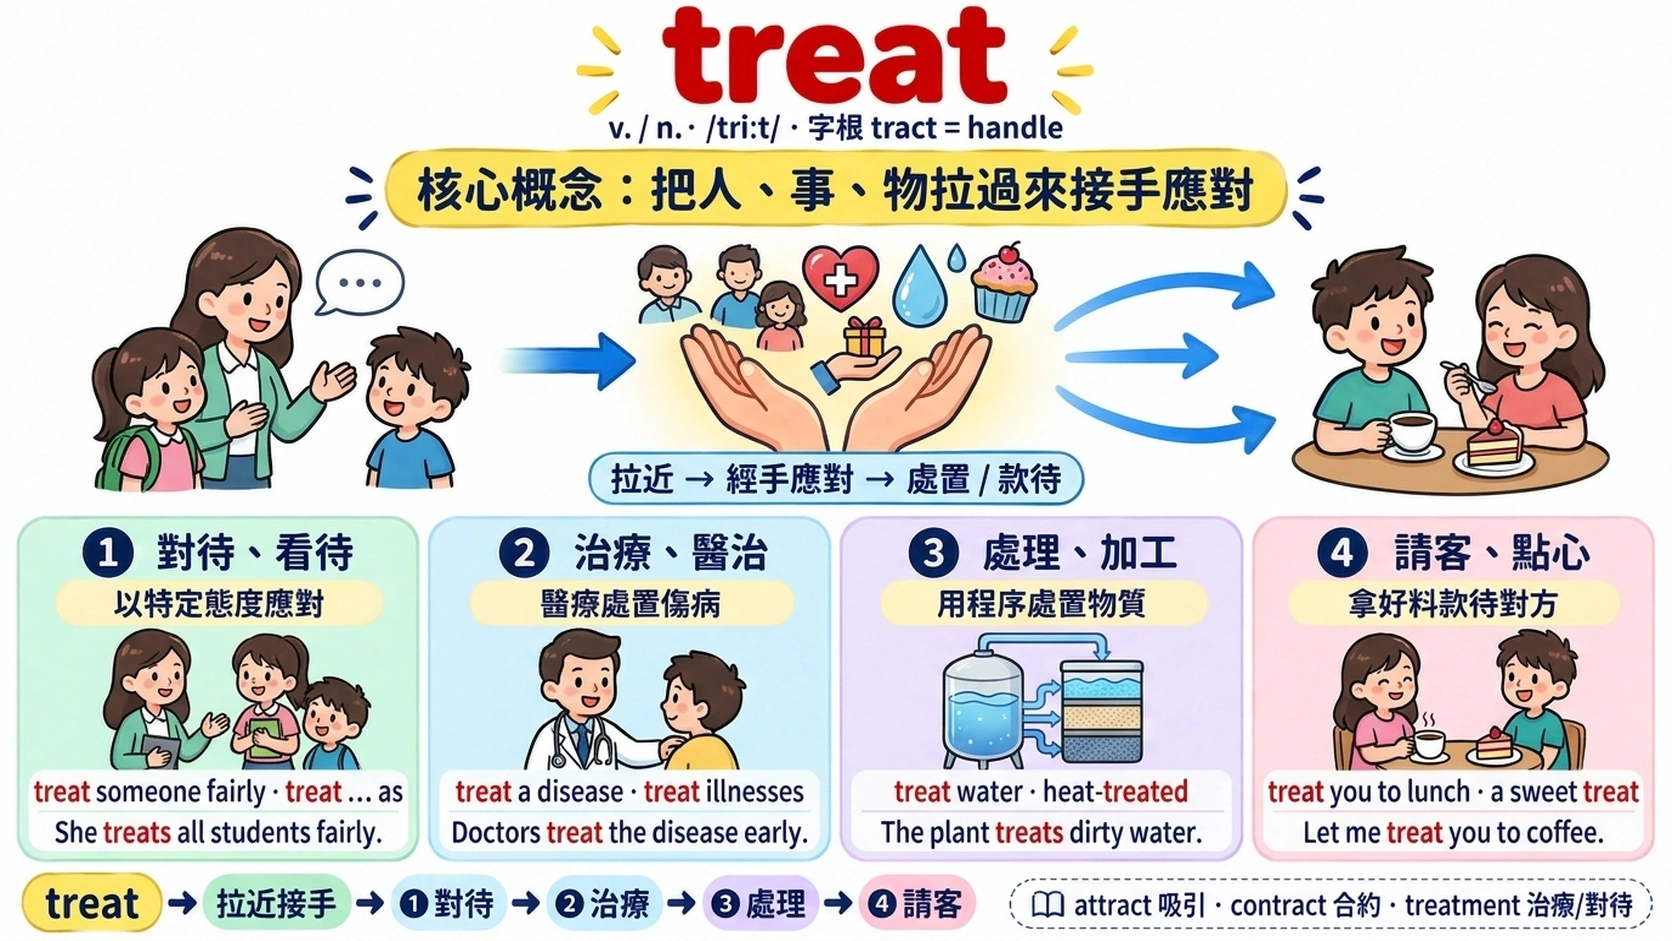 treat
v. / n. · /tri:t/ · 字根 tract = handle
核心概念：把人、事、物拉過來接手應對
拉近 → 經手應對 → 處置 / 款待
1 對待、看待
以特定態度應對
treat someone fairly · treat ... as
She treats all students fairly.
2 治療、醫治
醫療處置傷病
treat a disease · treat illnesses
Doctors treat the disease early.
3 處理、加工
用程序處置物質
treat water · heat-treated
The plant treats dirty water.
4 請客、點心
拿好料款待對方
treat you to lunch · a sweet treat
Let me treat you to coffee.
treat → 拉近接手 → 1 對待 → 2 治療 → 3 處理 → 4 請客
attract 吸引 · contract 合約 · treatment 治療/對待